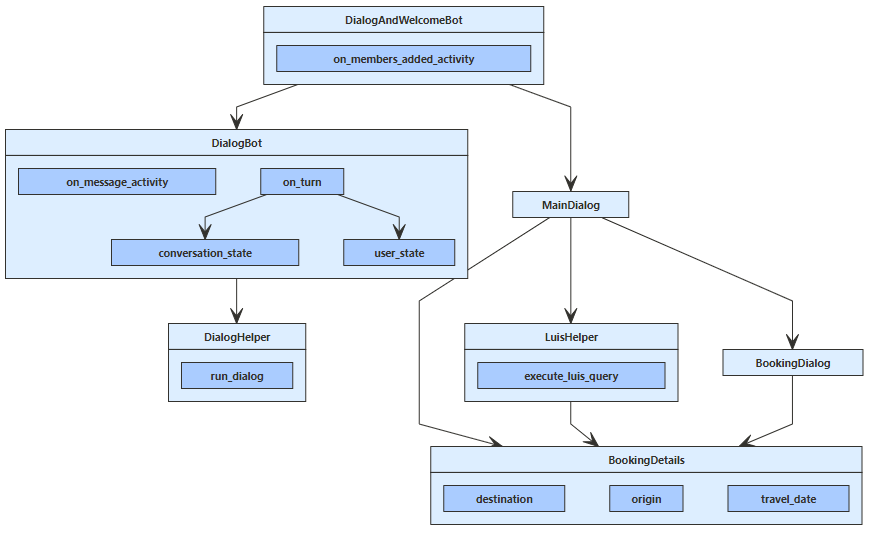 DialogAndWelcomeBot
on_members_added_activity
DialogBot
on_message_activity
on_turn
conversation_state
user_state
MainDialog
DialogHelper
run_dialog
LuisHelper
execute_luis_query
BookingDialog
BookingDetails
destination
origin
travel_date